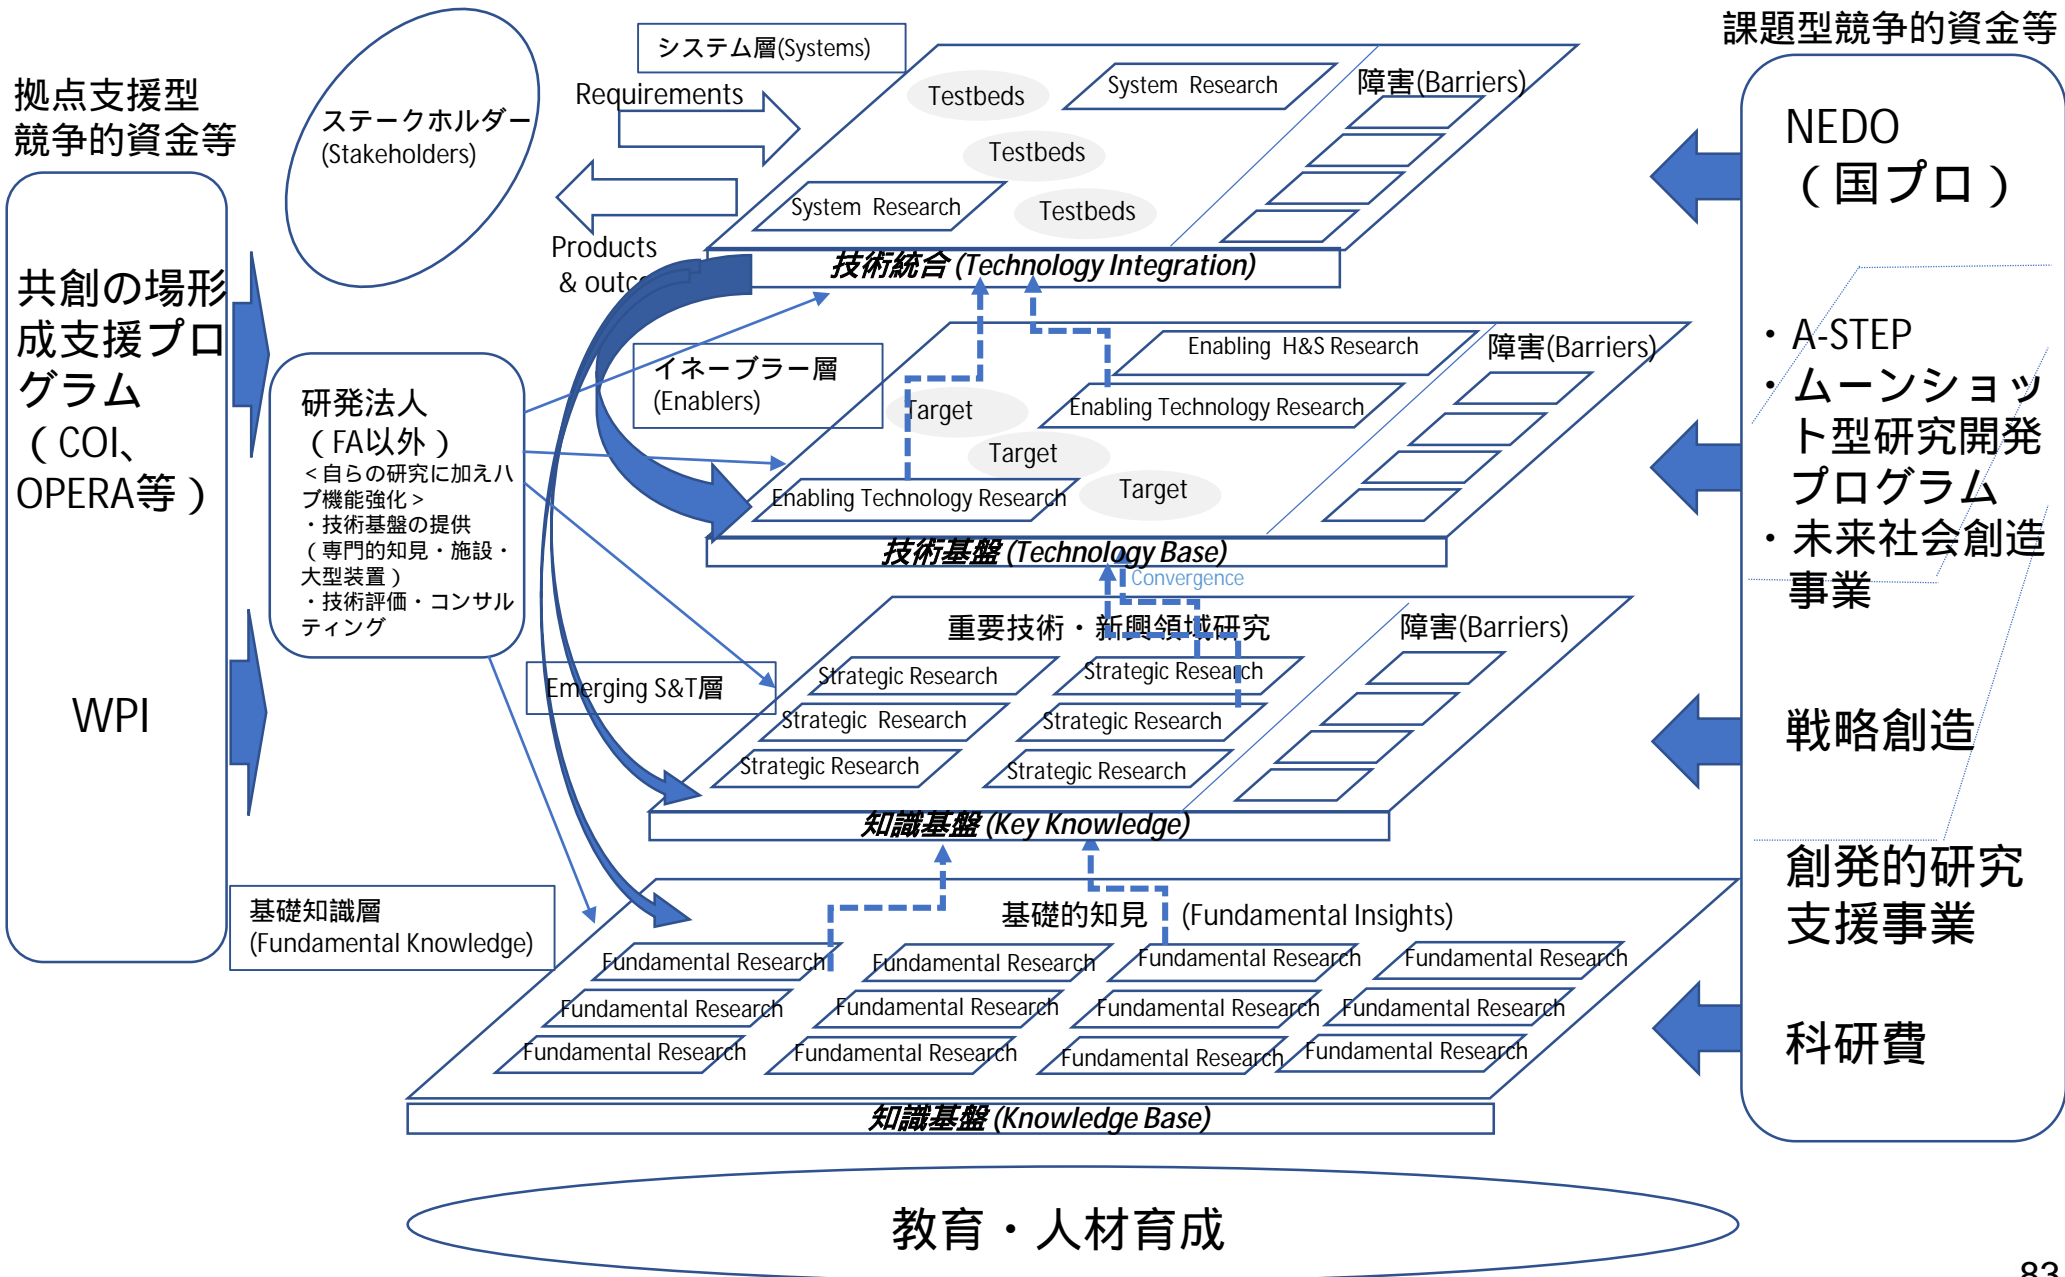 課題型競争的資金等
拠点支援型
競争的資金等
ステークホルダー
(Stakeholders)
システム層(Systems)
Requirements
Products
& outco
Testbeds
System Research
障害(Barriers)
Testbeds
System Research
Testbeds
技術統合 (Technology Integration)
共創の場形
成支援プロ
グラム
（COI、
OPERA等）
WPI
研発法人
（FA以外）
＜自らの研究に加えハ
ブ機能強化＞
・技術基盤の提供
（専門的知見・施設・
大型装置）
・技術評価・コンサル
ティング
イネーブラー層
(Enablers)
Enabling H&S Research
障害(Barriers)
Target
Enabling Technology Research
Target
Enabling Technology Research
Target
技術基盤 (Technology Base)
Convergence
Emerging S&T層
重要技術・新興領域研究
障害(Barriers)
Strategic Research
Strategic Research
Strategic Research
Strategic Research
Strategic Research
Strategic Research
知識基盤 (Key Knowledge)
基礎知識層
(Fundamental Knowledge)
基礎的知見 (Fundamental Insights)
Fundamental Research
Fundamental Research
Fundamental Research
Fundamental Research
Fundamental Research
Fundamental Research
Fundamental Research
Fundamental Research
Fundamental Research
Fundamental Research
Fundamental Research
Fundamental Research
知識基盤 (Knowledge Base)
教育・人材育成
NEDO
（国プロ）
・A-STEP
・ムーンショッ
ト型研究開発
プログラム
・未来社会創造
事業
戦略創造
創発的研究
支援事業
科研費
83